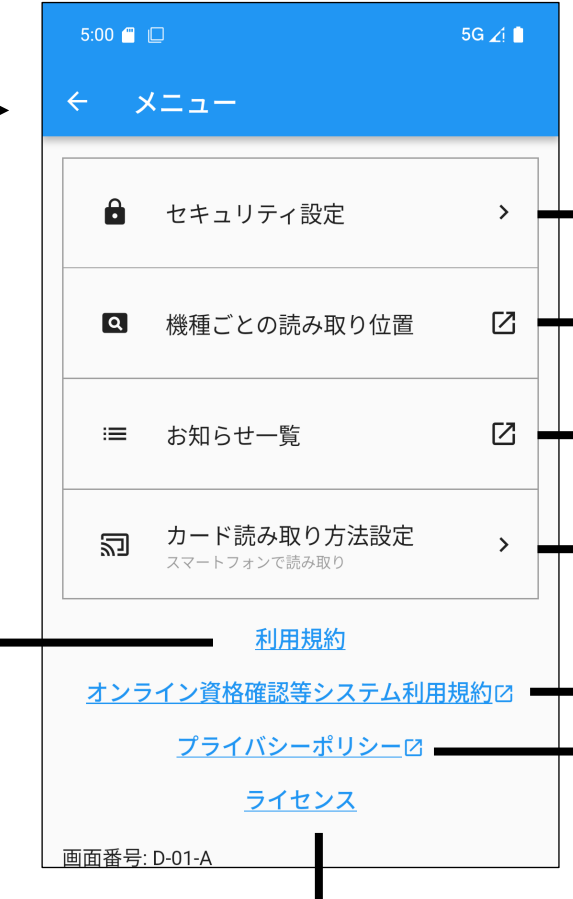 5:00 5G
メニュー
セキュリティ設定
機種ごとの読み取り位置
お知らせ一覧
カード読み取り方法設定
スマートフォンで読み取り
利用規約
オンライン資格確認等システム利用規約
プライバシーポリシー
ライセンス
画面番号: D-01-A